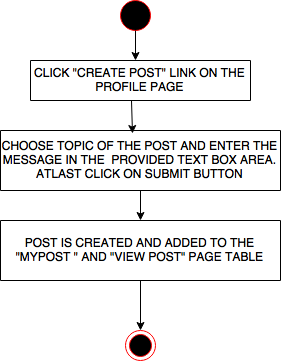 CLICK "CREATE POST" LINK ON THE
PROFILE PAGE
CHOOSE TOPIC OF THE POST AND ENTER THE
MESSAGE IN THE PROVIDED TEXT BOX AREA.
ATLAST CLICK ON SUBMIT BUTTON
POST IS CREATED AND ADDED TO THE
"MYPOST " AND "VIEW POST" PAGE TABLE